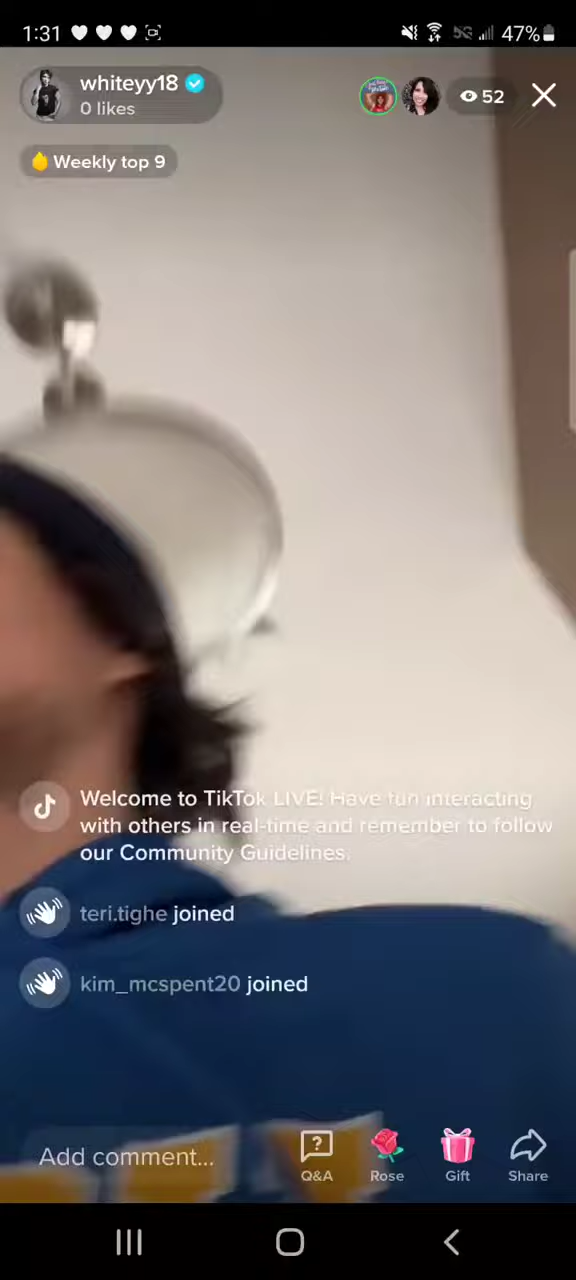 1:31
47%
whiteyy18
0 likes
52
Weekly top 9
Welcome to TikTok LIVE! Have fun interacting
with others in real-time and remember to follow
our Community Guidelines.
teri.tighe joined
kim_mcspent20 joined
Add comment...
Q&A
Rose
Gift
Share